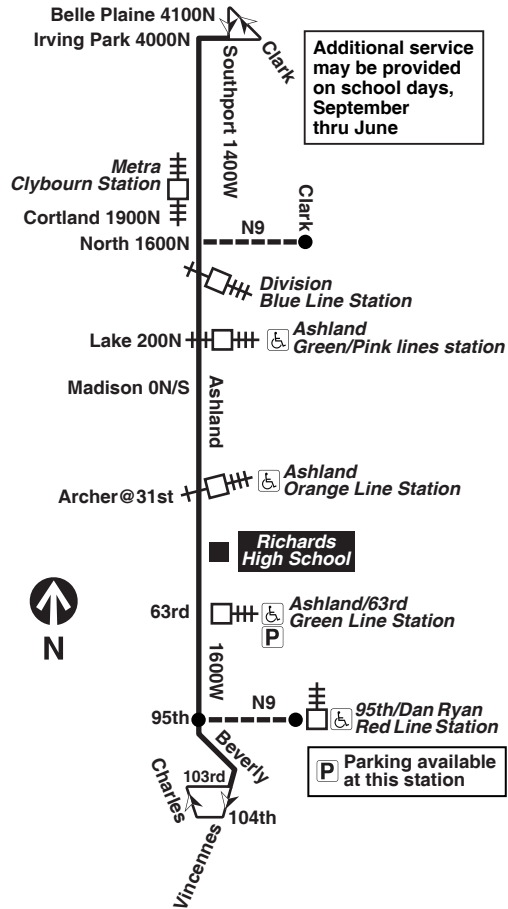 Belle Plaine 4100N
Irving Park 4000N
Clark
Southport 1400W
Additional service
may be provided
on school days,
September
thru June
Metra
Clybourn Station
Cortland 1900N
Clark
North 1600N
N9
Division
Blue Line Station
Lake 200N
Ashland
Green/Pink lines station
Madison 0N/S
Ashland
Ashland
Orange Line Station
Archer@31st
Richards
High School
N
63rd
Ashland/63rd
Green Line Station
P
1600W
N9
95th
95th/Dan Ryan
Red Line Station
Beverly
P
Parking available
at this station
Charles
103rd
104th
Vincennes